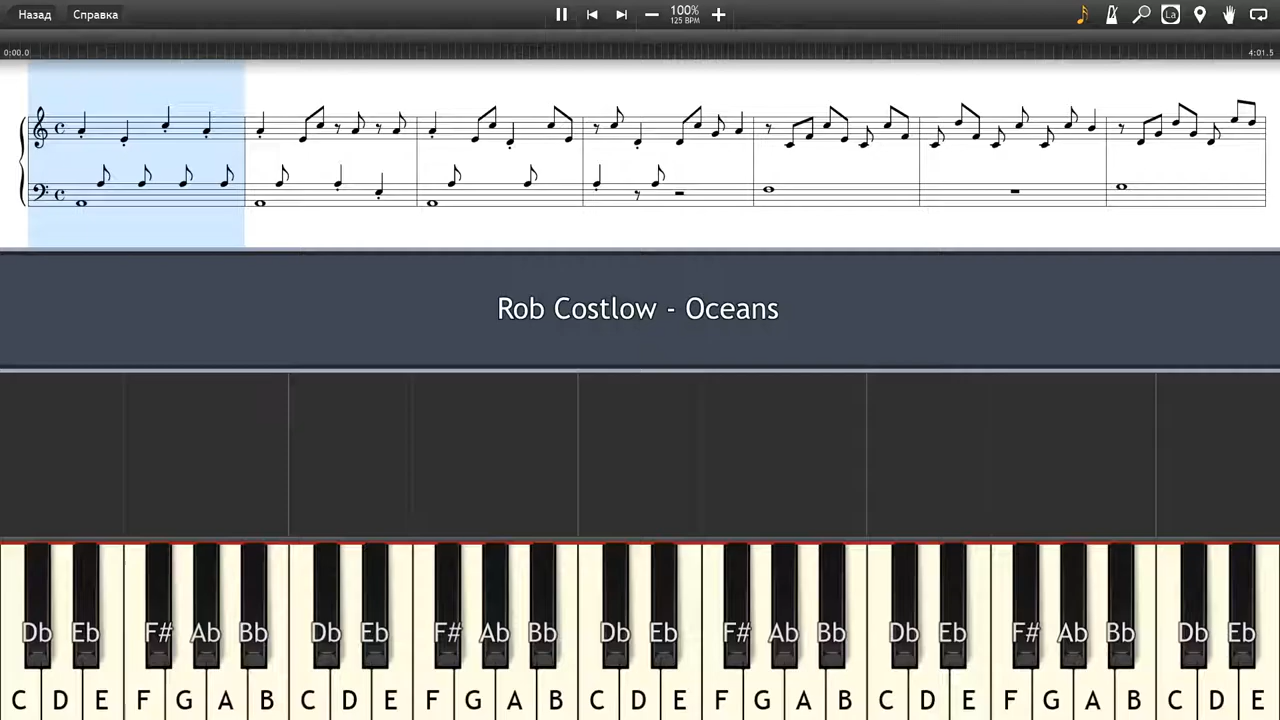 Назад Справка 100% La
125 BPM
0:00.0 4:01.5
Rob Costlow - Oceans
Db Eb F# Ab Bb Db Eb F# Ab Bb Db Eb F# Ab Bb Db Eb F# Ab Bb Db Eb
C D E F G A B C D E F G A B C D E F G A B C D E F G A B C D E